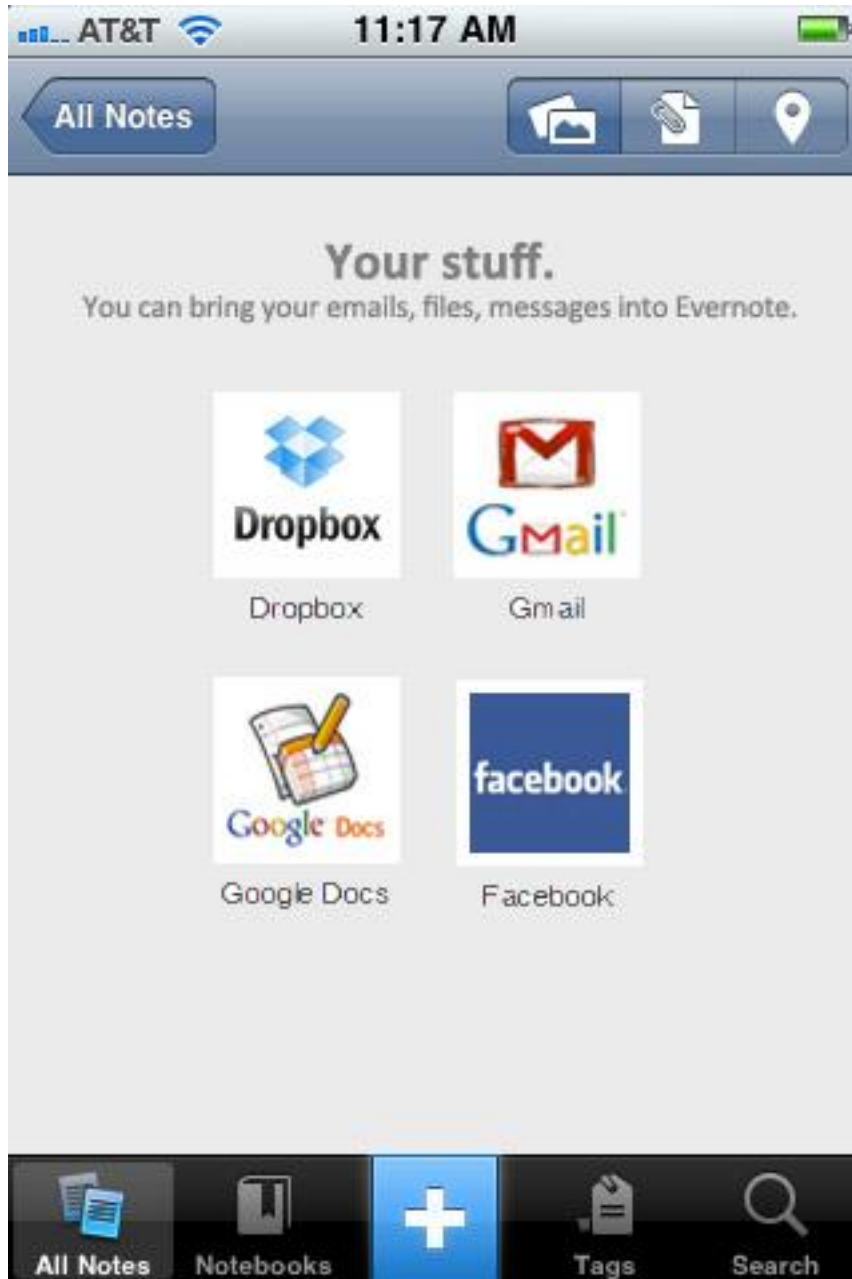 AT&T 11:17 AM
All Notes
Your stuff.
You can bring your emails, files, messages into Evernote.
Dropbox GMail
Dropbox Gmail
Google Docs facebook
Google Docs Facebook
All Notes Notebooks Tags Search